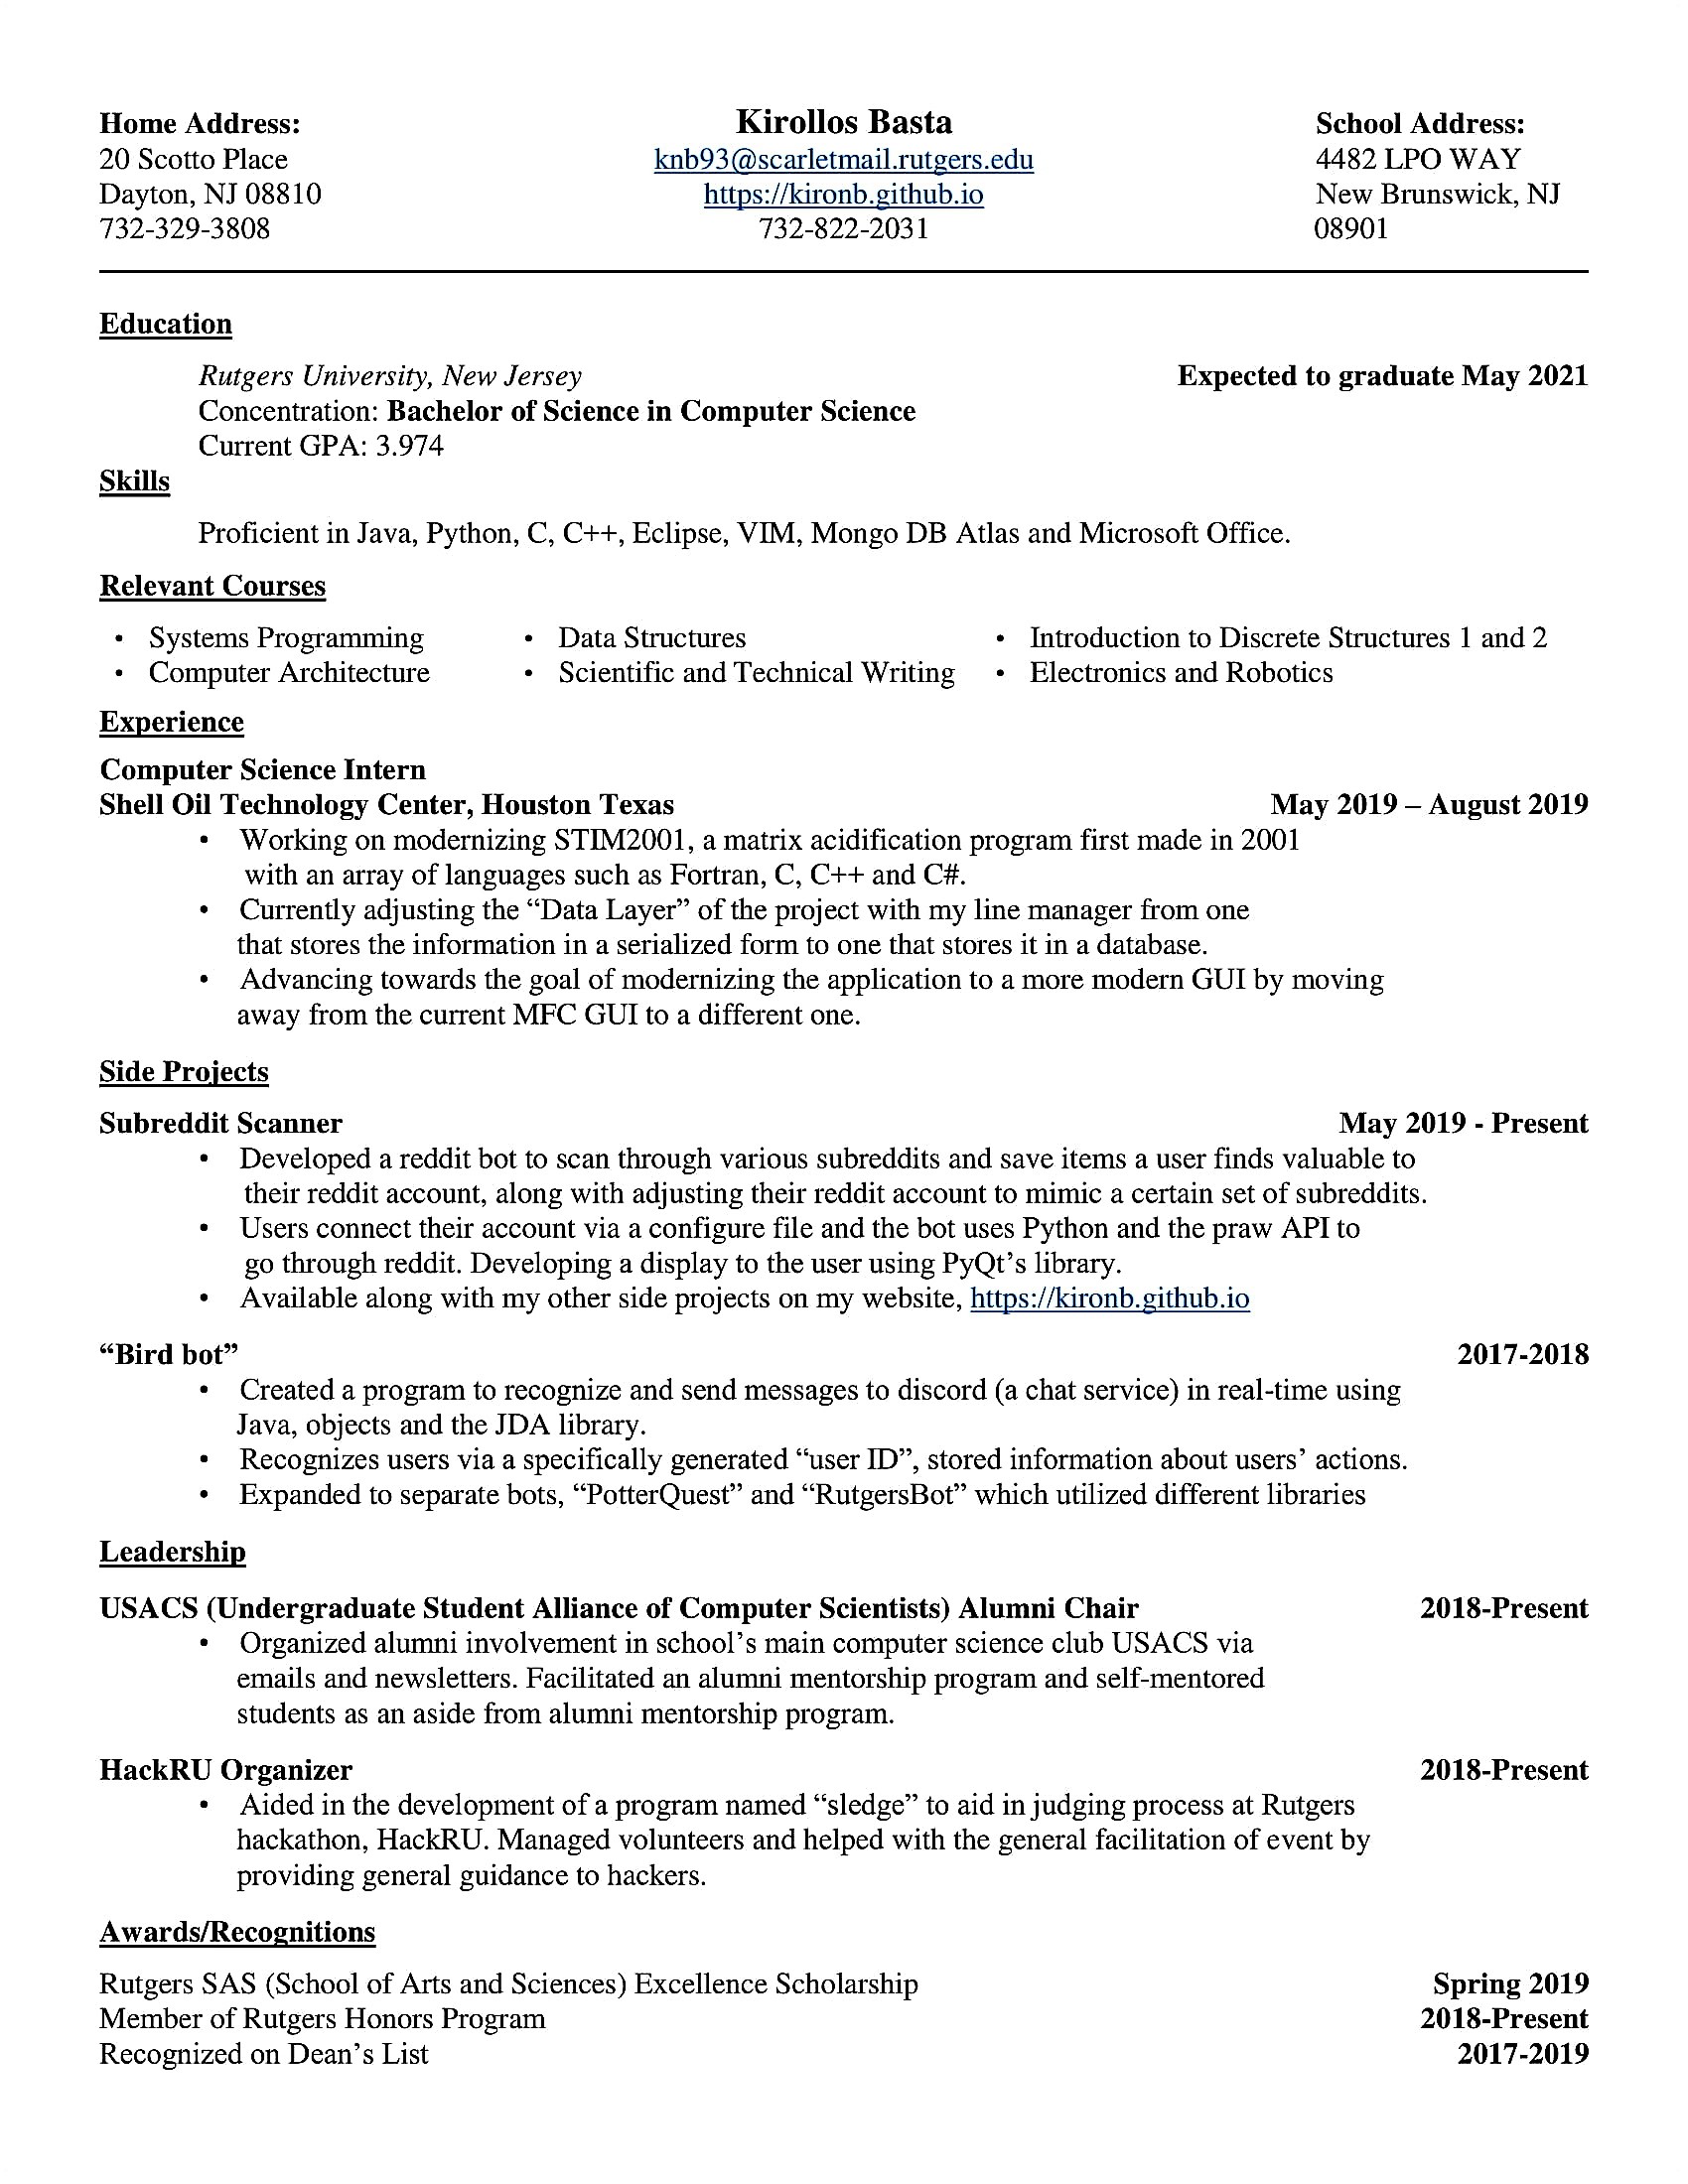 Home Address:
20 Scotto Place
Dayton, NJ 08810
732-329-3808
Kirollos Basta
knb93@scarletmail.rutgers.edu
https://kironb.github.io
732-822-2031
School Address:
4482 LPO WAY
New Brunswick, NJ
08901
Education
Rutgers University, New Jersey Expected to graduate May 2021
Concentration: Bachelor of Science in Computer Science
Current GPA: 3.974
Skills
Proficient in Java, Python, C, C++, Eclipse, VIM, Mongo DB Atlas and Microsoft Office.
Relevant Courses
• Systems Programming • Data Structures • Introduction to Discrete Structures 1 and 2
• Computer Architecture • Scientific and Technical Writing • Electronics and Robotics
Experience
Computer Science Intern
Shell Oil Technology Center, Houston Texas May 2019 – August 2019
• Working on modernizing STIM2001, a matrix acidification program first made in 2001
with an array of languages such as Fortran, C, C++ and C#.
• Currently adjusting the “Data Layer” of the project with my line manager from one
that stores the information in a serialized form to one that stores it in a database.
• Advancing towards the goal of modernizing the application to a more modern GUI by moving
away from the current MFC GUI to a different one.
Side Projects
Subreddit Scanner May 2019 - Present
• Developed a reddit bot to scan through various subreddits and save items a user finds valuable to
their reddit account, along with adjusting their reddit account to mimic a certain set of subreddits.
• Users connect their account via a configure file and the bot uses Python and the praw API to
go through reddit. Developing a display to the user using PyQt’s library.
• Available along with my other side projects on my website, https://kironb.github.io
“Bird bot” 2017-2018
• Created a program to recognize and send messages to discord (a chat service) in real-time using
Java, objects and the JDA library.
• Recognizes users via a specifically generated “user ID”, stored information about users’ actions.
• Expanded to separate bots, “PotterQuest” and “RutgersBot” which utilized different libraries
Leadership
USACS (Undergraduate Student Alliance of Computer Scientists) Alumni Chair 2018-Present
• Organized alumni involvement in school’s main computer science club USACS via
emails and newsletters. Facilitated an alumni mentorship program and self-mentored
students as an aside from alumni mentorship program.
HackRU Organizer 2018-Present
• Aided in the development of a program named “sledge” to aid in judging process at Rutgers
hackathon, HackRU. Managed volunteers and helped with the general facilitation of event by
providing general guidance to hackers.
Awards/Recognitions
Rutgers SAS (School of Arts and Sciences) Excellence Scholarship Spring 2019
Member of Rutgers Honors Program 2018-Present
Recognized on Dean’s List 2017-2019